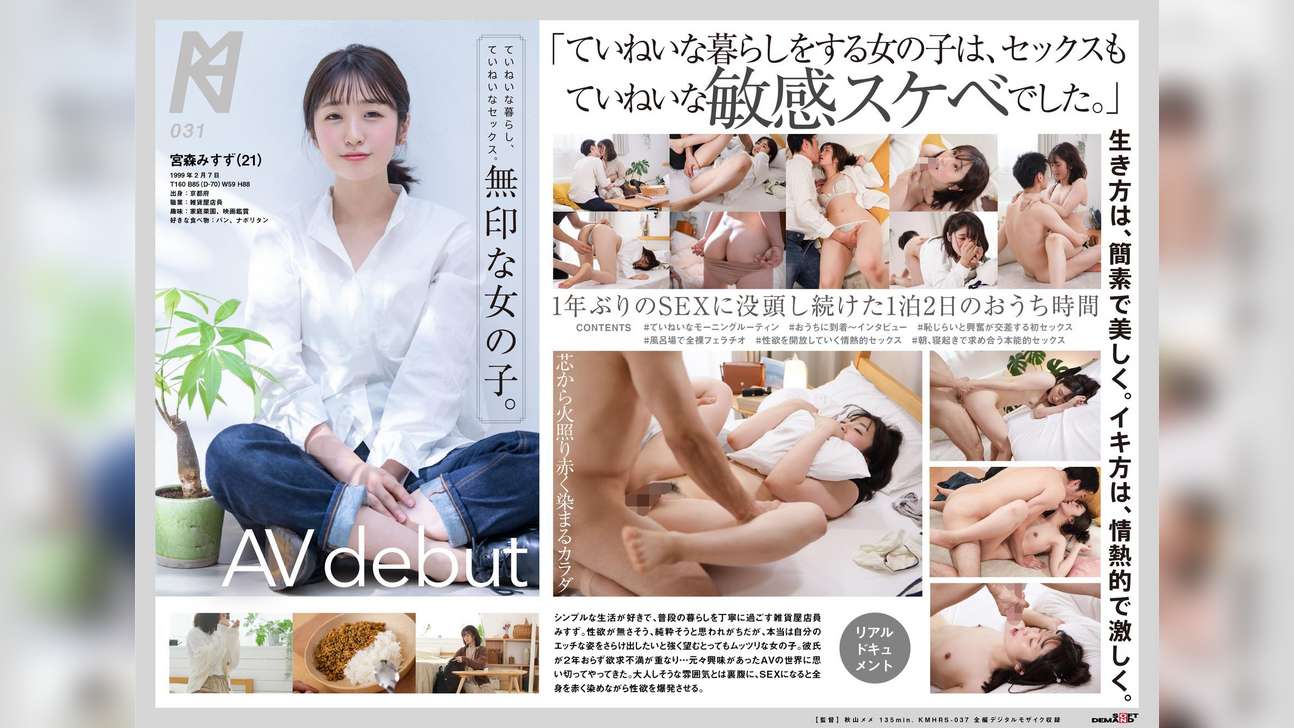 031
宮森みすず(21)
1999年2月7日
T160 B85(D-70) W59 H88
出身:京都府
職業:雑貨屋店員
趣味:家庭菜園、映画鑑賞
好きな食べ物:パン、ナポリタン
ていねいな暮らし、
ていねいなセックス。
無印な女の子。
AV debut
「ていねいな暮らしをする女の子は、セックスも
ていねいな敏感スケベでした。」
生き方は、簡素で美しく。イキ方は、情熱的で激しく。
1年ぶりのSEXに没頭し続けた1泊2日のおうち時間
CONTENTS #ていねいなモーニングルーティン #おうちに到着〜インタビュー #恥じらいと興奮が交差する初セックス
#風呂場で全裸フェラチオ #性欲を開放していく情熱的セックス #朝、寝起きで求め合う本能的セックス
芯から火照り赤く染まるカラダ
シンプルな生活が好きで、普段の暮らしを丁寧に過ごす雑貨屋店員
みすず。性欲が無さそう、純粋そうと思われがちだが、本当は自分の
エッチな姿をさらけ出したいと強く望むとってもムッツリな女の子。彼氏
が2年おらず欲求不満が重なり…元々興味があったAVの世界に思
い切ってやってきた。大人しそうな雰囲気とは裏腹に、SEXになると全
身を赤く染めながら性欲を爆発させる。
リアル
ドキュ
メント
【監督】秋山メメ 135min. KMHRS-037 全編デジタルモザイク収録
SOFT
DEMAND